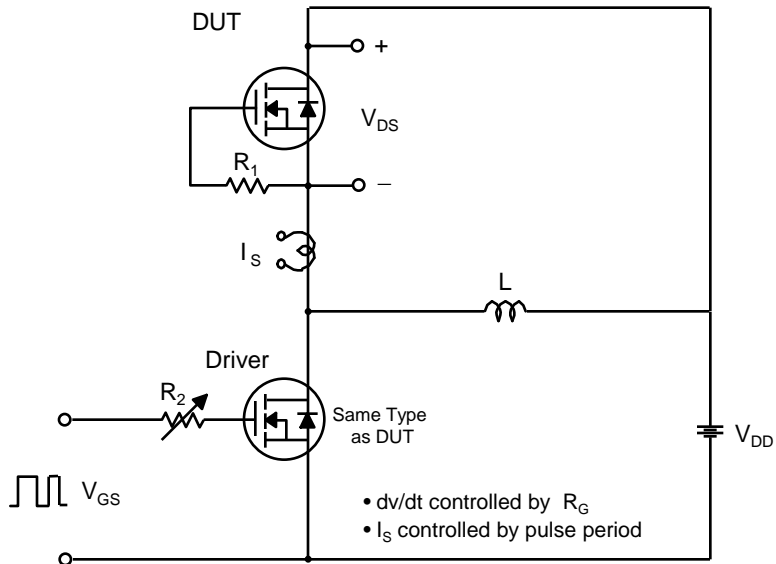 DUT
+
V_DS
R_1
–
I_S
L
Driver
R_2
Same Type
as DUT
V_DD
V_GS
• dv/dt controlled by R_G
• I_S controlled by pulse period